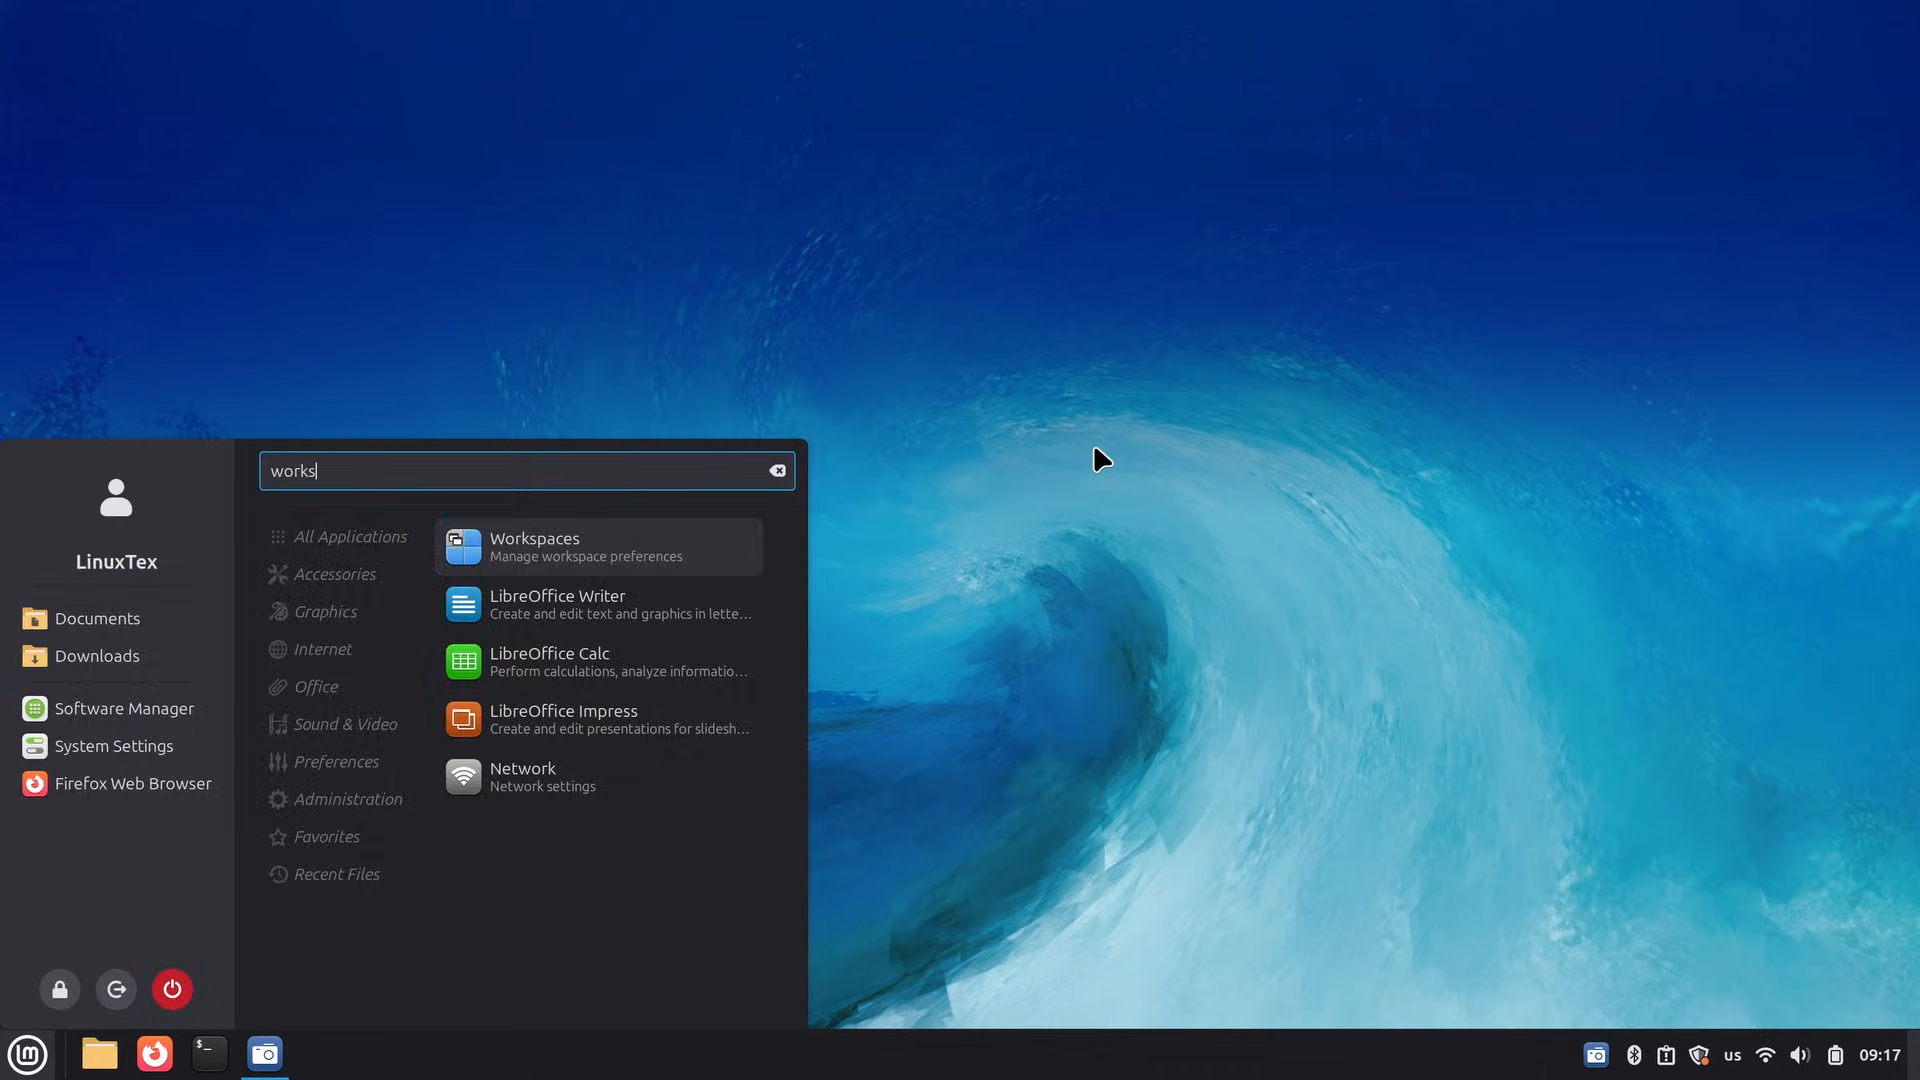 works
LinuxTex
Documents
Downloads
Software Manager
System Settings
Firefox Web Browser
All Applications
Accessories
Graphics
Internet
Office
Sound & Video
Preferences
Administration
Favorites
Recent Files
Workspaces
Manage workspace preferences
LibreOffice Writer
Create and edit text and graphics in lette...
LibreOffice Calc
Perform calculations, analyze informatio...
LibreOffice Impress
Create and edit presentations for slidesh...
Network
Network settings
$_
us
09:17